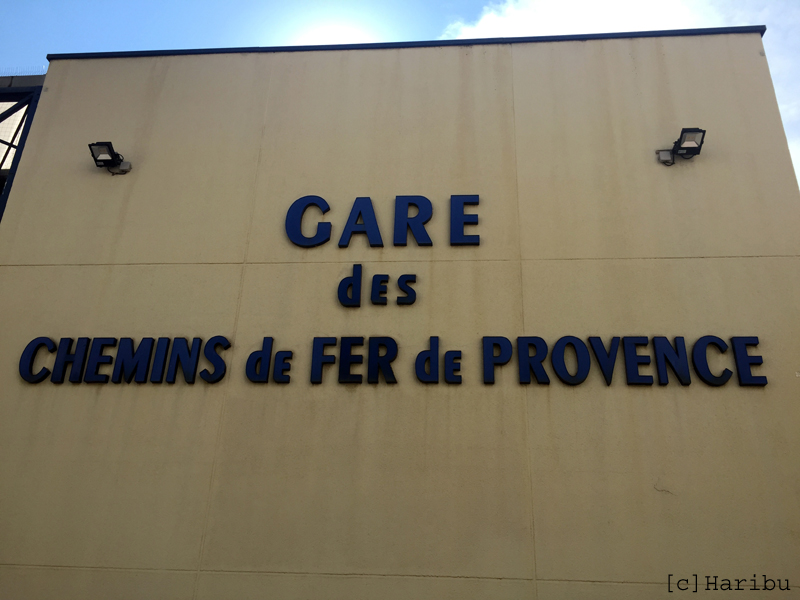 GARE
des
CHEMINS de FER de PROVENCE
[c]Haribu